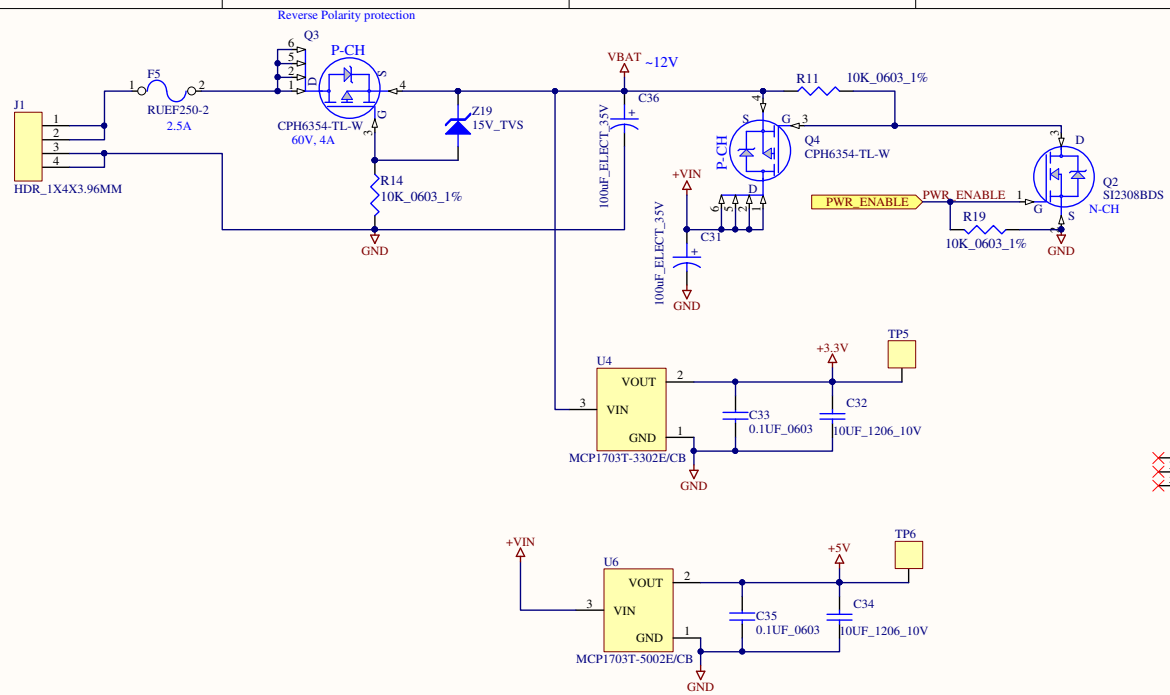 Reverse Polarity protection
Q3
P-CH
6
5
2
1
D
S
4
G
3
CPH6354-TL-W
60V, 4A
F5
1
2
RUEF250-2
2.5A
J1
1
2
3
4
HDR_1X4X3.96MM
Z19
15V_TVS
R14
10K_0603_1%
GND
VBAT
~12V
C36
+
100uF_ELECT_35V
R11
10K_0603_1%
4
S
G
3
P-CH
Q4
CPH6354-TL-W
D
6
5
2
1
+VIN
C31
+
100uF_ELECT_35V
GND
3
D
Q2
SI2308BDS
N-CH
PWR_ENABLE
PWR_ENABLE
1
G
S
2
R19
10K_0603_1%
GND
U4
VOUT
2
3
VIN
GND
1
MCP1703T-3302E/CB
C33
0.1UF_0603
C32
10UF_1206_10V
+3.3V
TP5
GND
+VIN
U6
VOUT
2
3
VIN
GND
1
MCP1703T-5002E/CB
C35
0.1UF_0603
C34
10UF_1206_10V
+5V
TP6
GND